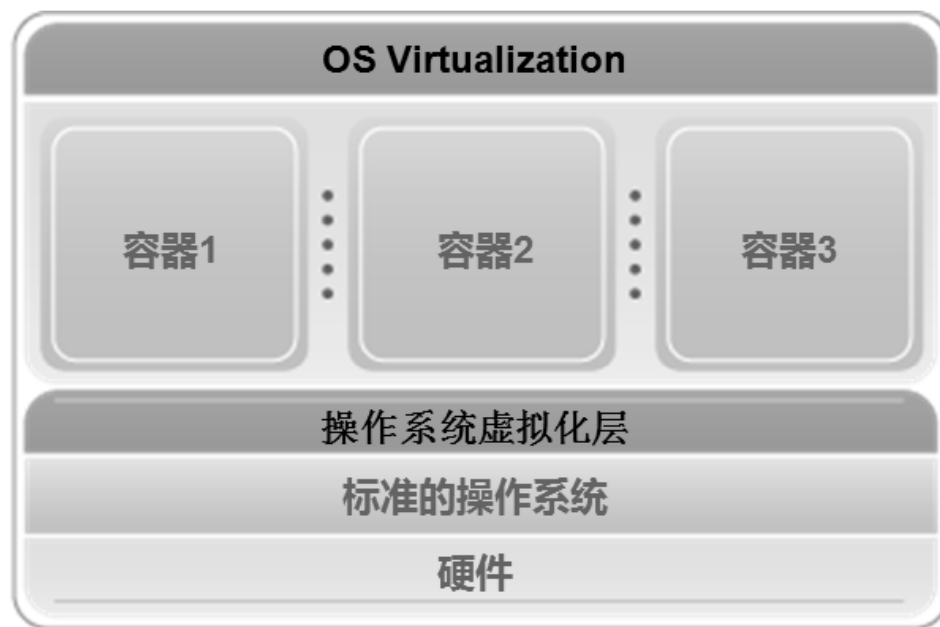 OS Virtualization
容器1
容器2
容器3
操作系统虚拟化层
标准的操作系统
硬件